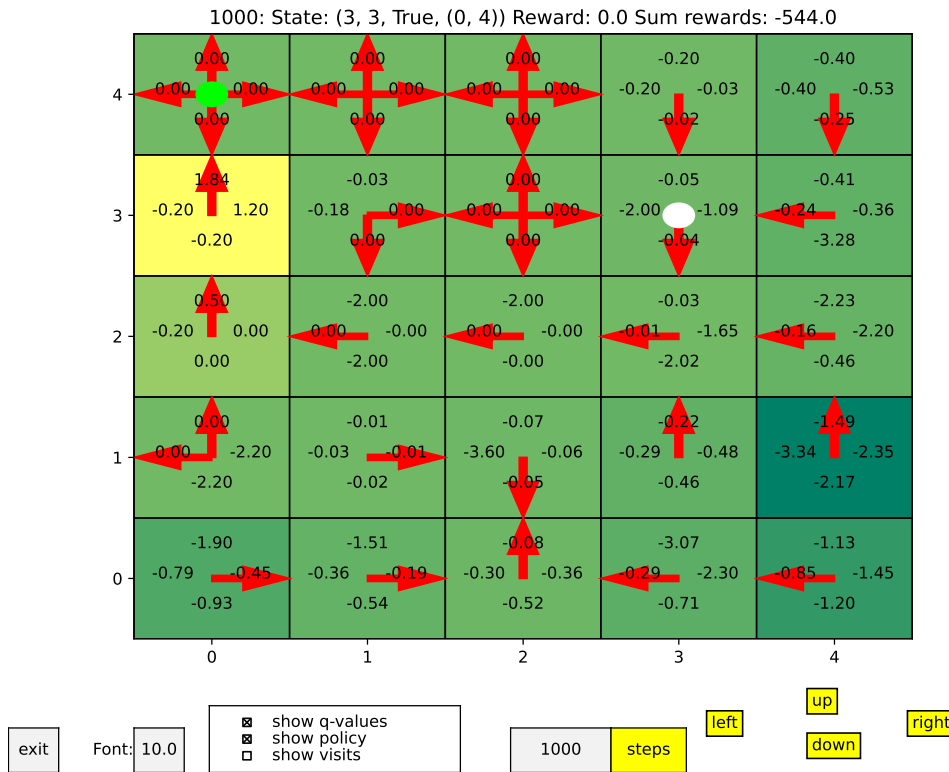 1000: State: (3, 3, True, (0, 4)) Reward: 0.0 Sum rewards: -544.0
0.00 0.00 0.00 -0.20 -0.40
4 0.00 0.00 0.00 0.00 0.00 0.00 -0.20 -0.03 -0.40 -0.53
0.00 0.00 0.00 -0.02 -0.25
1.84 -0.03 0.00 -0.05 -0.41
3 -0.20 1.20 -0.18 0.00 0.00 0.00 -2.00 -1.09 -0.24 -0.36
-0.20 0.00 0.00 -0.04 -3.28
0.50 -2.00 -2.00 -0.03 -2.23
2 -0.20 0.00 0.00 -0.00 0.00 -0.00 -0.01 -1.65 -0.16 -2.20
0.00 -2.00 -0.00 -2.02 -0.46
0.00 -0.01 -0.07 -0.22 -1.49
1 0.00 -2.20 -0.03 -0.01 -3.60 -0.06 -0.29 -0.48 -3.34 -2.35
-2.20 -0.02 -0.05 -0.46 -2.17
-1.90 -1.51 -0.08 -3.07 -1.13
0 -0.79 -0.45 -0.36 -0.19 -0.30 -0.36 -0.29 -2.30 -0.85 -1.45
-0.93 -0.54 -0.52 -0.71 -1.20
0 1 2 3 4
exit
Font: 10.0
show q-values
show policy
show visits
1000 steps
left
up
down
right